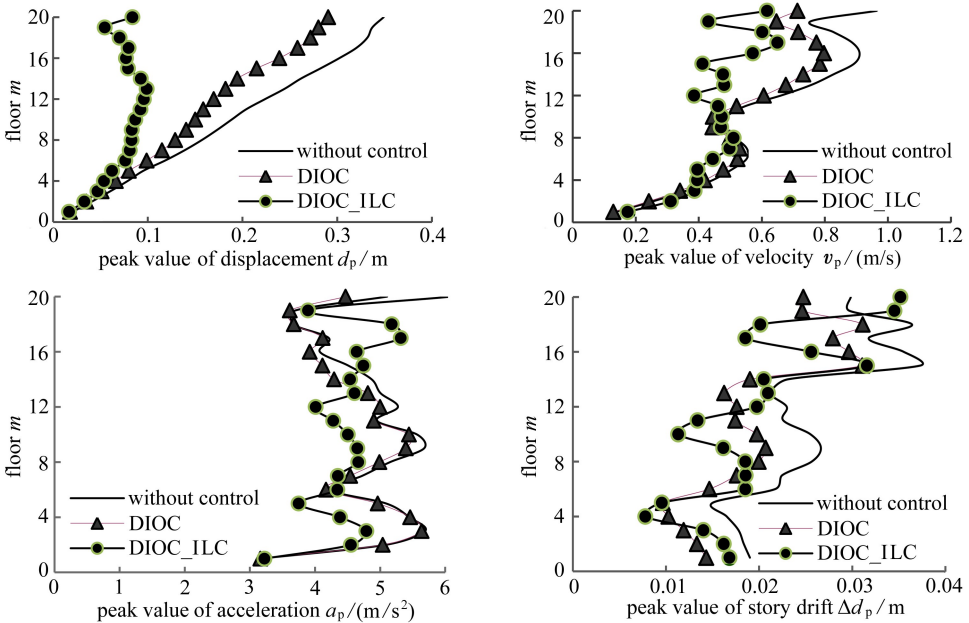 20
16
12
8
4
0
floor m
without control
DIOC
DIOC_ILC
0 0.1 0.2 0.3 0.4
peak value of displacement dp / m
20
16
12
8
4
0
floor m
without control
DIOC
DIOC_ILC
0 0.2 0.4 0.6 0.8 1.0 1.2
peak value of velocity vp / (m/s)
20
16
12
8
4
0
floor m
without control
DIOC
DIOC_ILC
0 1 2 3 4 5 6
peak value of acceleration ap / (m/s²)
20
16
12
8
4
0
floor m
without control
DIOC
DIOC_ILC
0 0.01 0.02 0.03 0.04
peak value of story drift Δdp / m